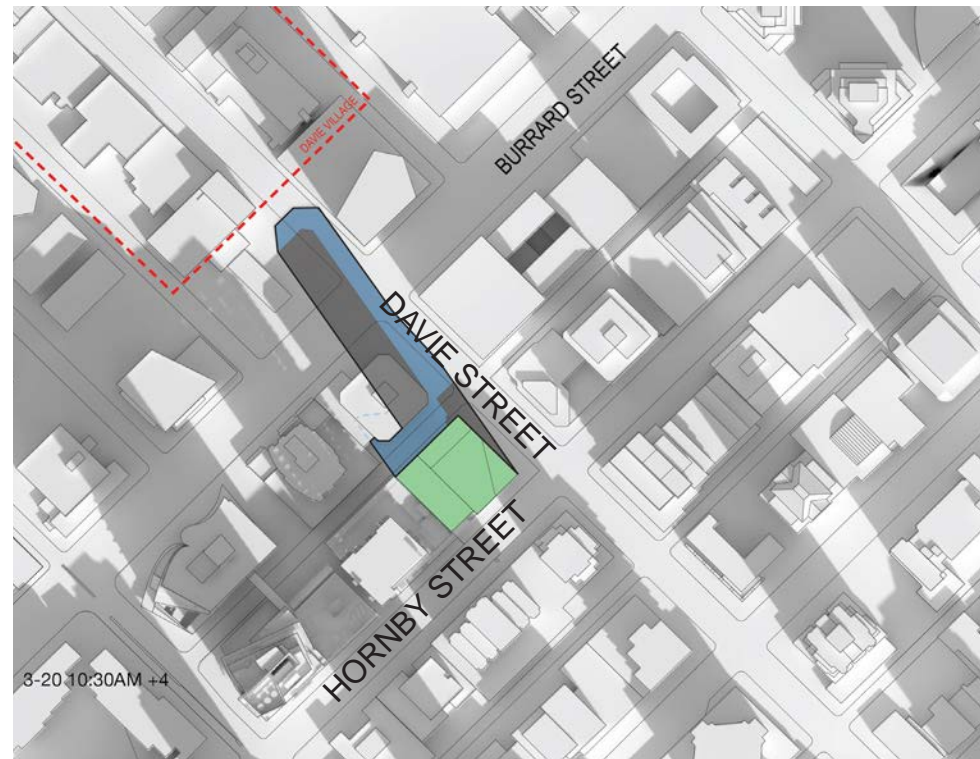 BURRARD STREET
DAVIE VILLAGE
DAVIE STREET
HORNBY STREET
3-20 10:30AM +4